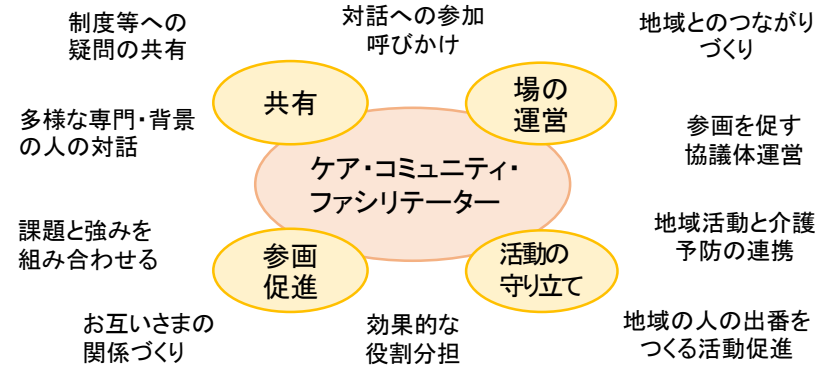 制度等への
疑問の共有
対話への参加
呼びかけ
地域とのつながり
づくり
共有
場の
運営
多様な専門・背景
の人の対話
参画を促す
協議体運営
ケア・コミュニティ・
ファシリテーター
課題と強みを
組み合わせる
地域活動と介護
予防の連携
参画
促進
活動の
守り立て
お互いさまの
関係づくり
効果的な
役割分担
地域の人の出番を
つくる活動促進